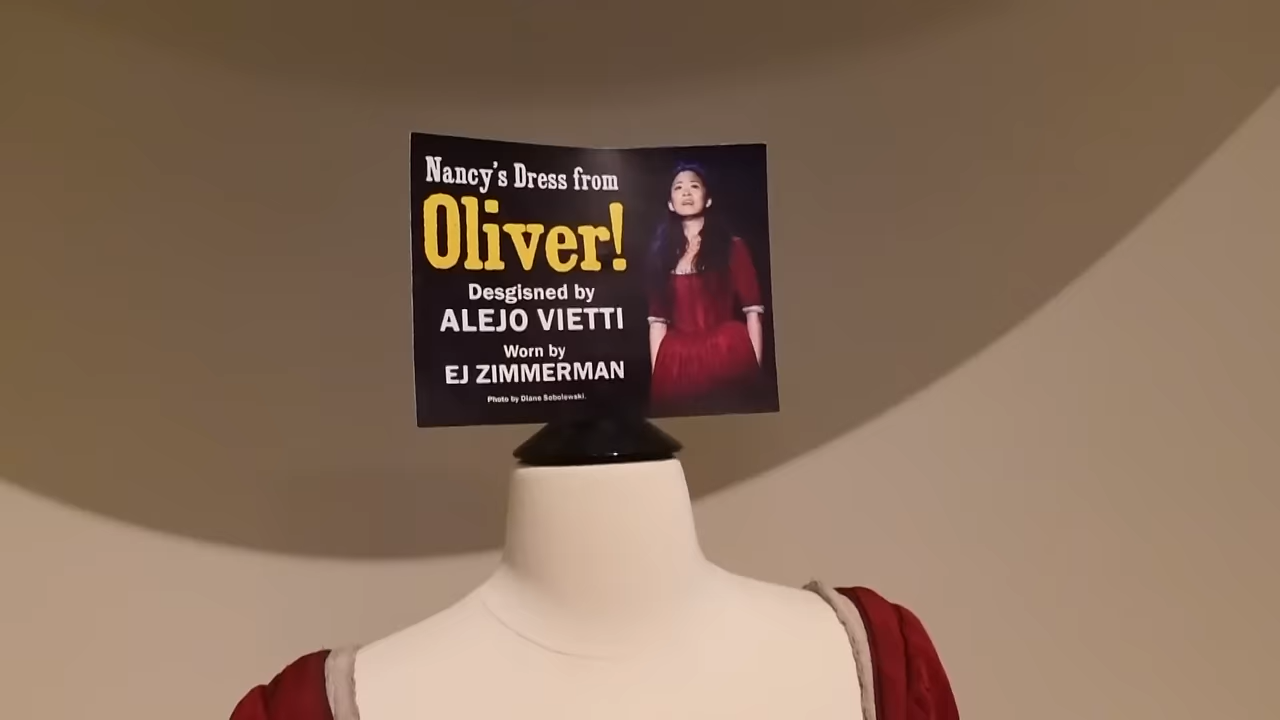 Nancy's Dress from
Oliver!
Desgisned by
ALEJO VIETTI
Worn by
EJ ZIMMERMAN
Photo by Diane Sobolewski.